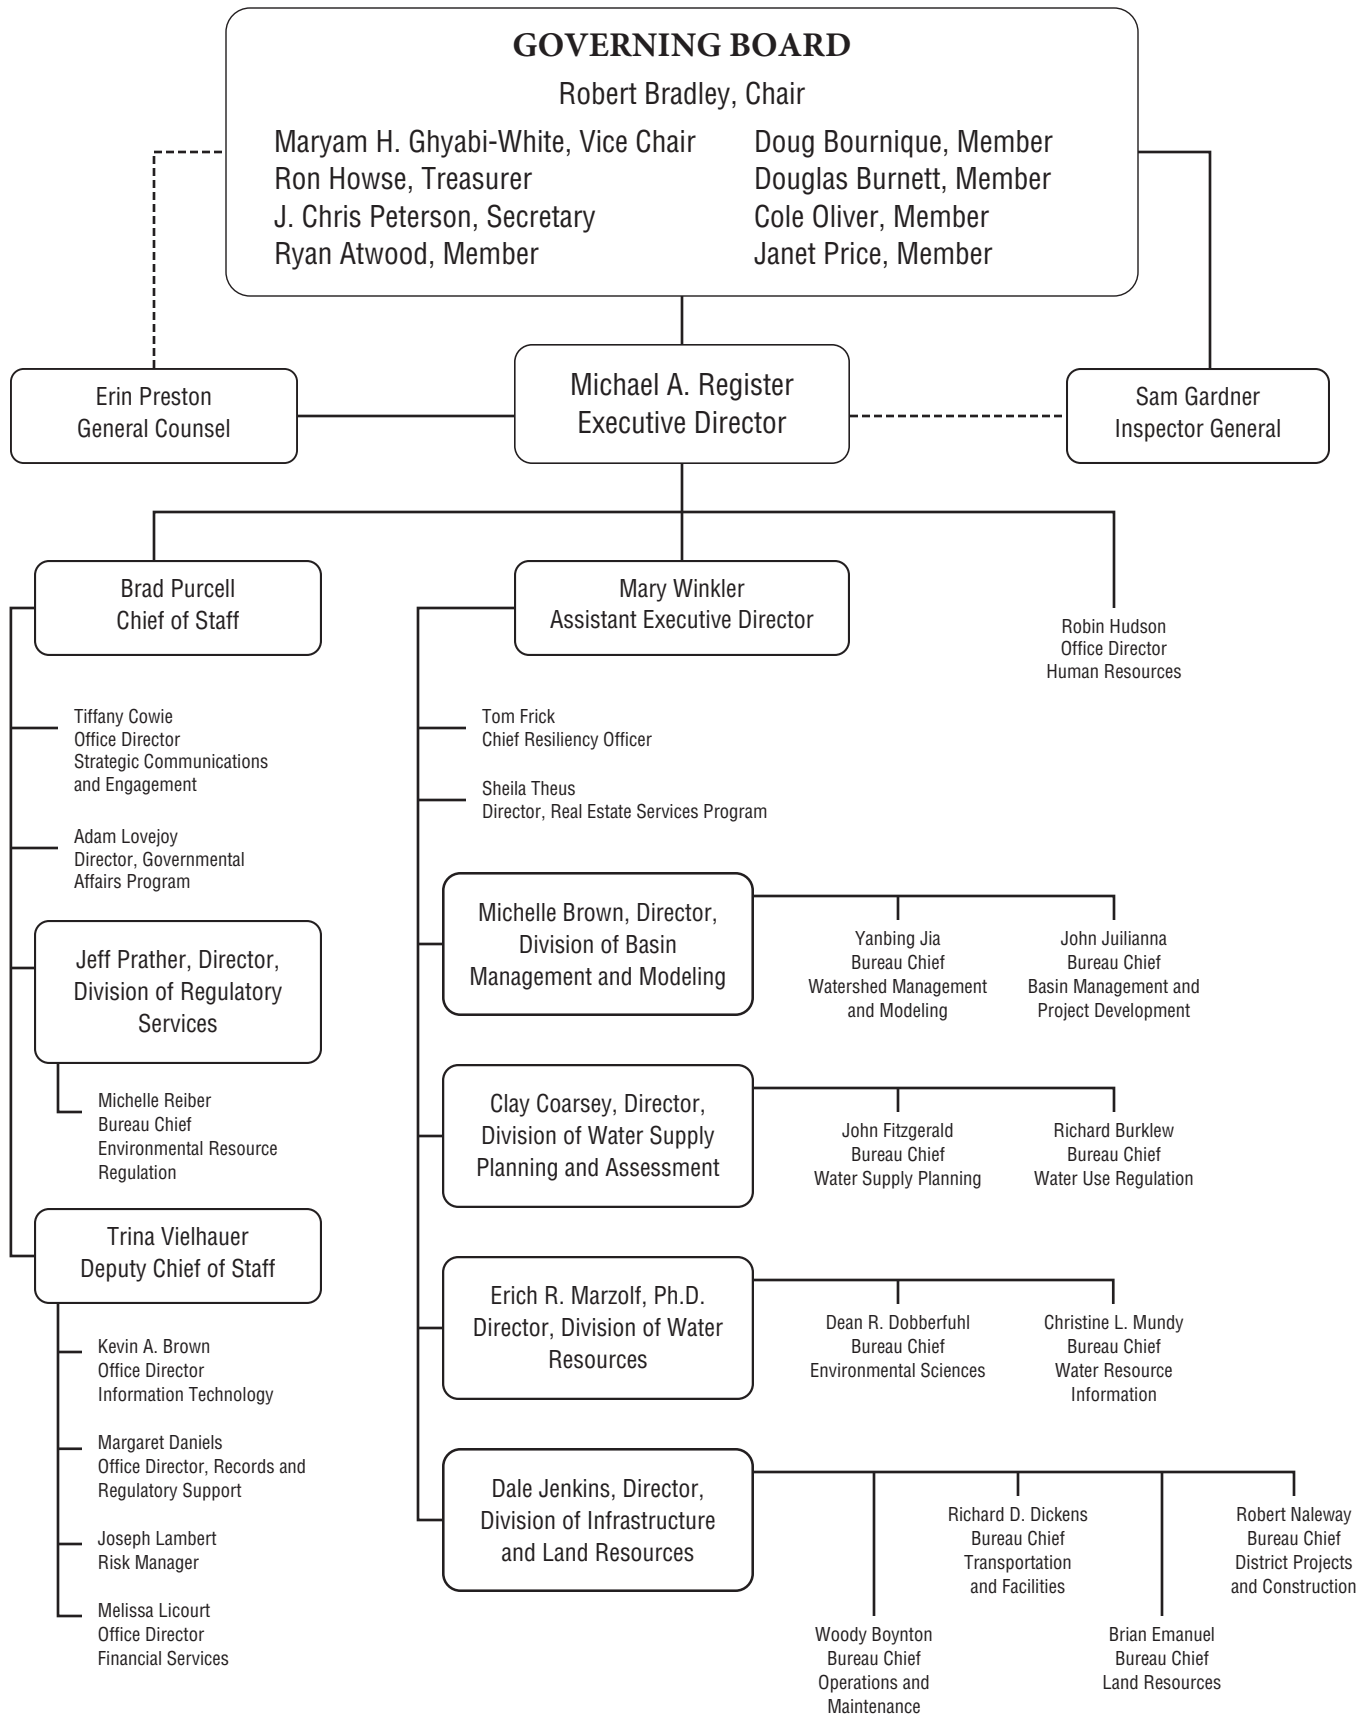 GOVERNING BOARD
Robert Bradley, Chair
Maryam H. Ghyabi-White, Vice Chair
Ron Howse, Treasurer
J. Chris Peterson, Secretary
Ryan Atwood, Member
Doug Bournique, Member
Douglas Burnett, Member
Cole Oliver, Member
Janet Price, Member
Erin Preston
General Counsel
Michael A. Register
Executive Director
Sam Gardner
Inspector General
Brad Purcell
Chief of Staff
Mary Winkler
Assistant Executive Director
Robin Hudson
Office Director
Human Resources
Tiffany Cowie
Office Director
Strategic Communications
and Engagement
Adam Lovejoy
Director, Governmental
Affairs Program
Jeff Prather, Director,
Division of Regulatory
Services
Michelle Reiber
Bureau Chief
Environmental Resource
Regulation
Trina Vielhauer
Deputy Chief of Staff
Kevin A. Brown
Office Director
Information Technology
Margaret Daniels
Office Director, Records and
Regulatory Support
Joseph Lambert
Risk Manager
Melissa Licourt
Office Director
Financial Services
Tom Frick
Chief Resiliency Officer
Sheila Theus
Director, Real Estate Services Program
Michelle Brown, Director,
Division of Basin
Management and Modeling
Yanbing Jia
Bureau Chief
Watershed Management
and Modeling
John Juilianna
Bureau Chief
Basin Management and
Project Development
Clay Coarsey, Director,
Division of Water Supply
Planning and Assessment
John Fitzgerald
Bureau Chief
Water Supply Planning
Richard Burklew
Bureau Chief
Water Use Regulation
Erich R. Marzolf, Ph.D.
Director, Division of Water
Resources
Dean R. Dobberfuhl
Bureau Chief
Environmental Sciences
Christine L. Mundy
Bureau Chief
Water Resource
Information
Dale Jenkins, Director,
Division of Infrastructure
and Land Resources
Woody Boynton
Bureau Chief
Operations and
Maintenance
Richard D. Dickens
Bureau Chief
Transportation
and Facilities
Brian Emanuel
Bureau Chief
Land Resources
Robert Naleway
Bureau Chief
District Projects
and Construction